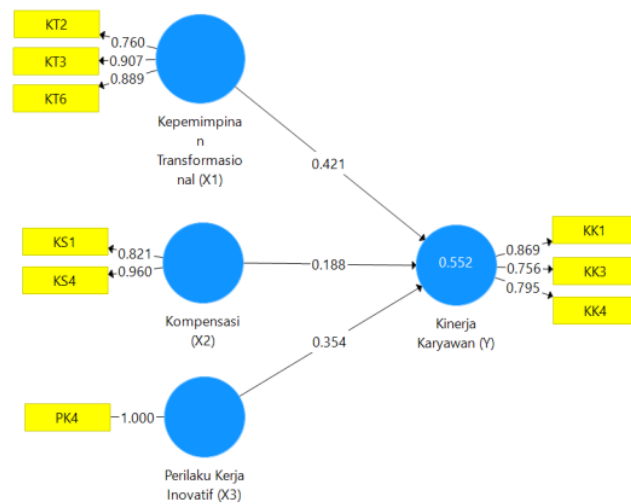 KT2
0.760
KT3
0.907
0.889
KT6
Kepemimpina
n
Transformasio
nal (X1)
0.421
KS1
0.821
KS4
0.960
Kompensasi
(X2)
0.188
0.552
Kinerja
Karyawan (Y)
KK1
0.869
KK3
0.756
0.795
KK4
0.354
PK4
1.000
Perilaku Kerja
Inovatif (X3)